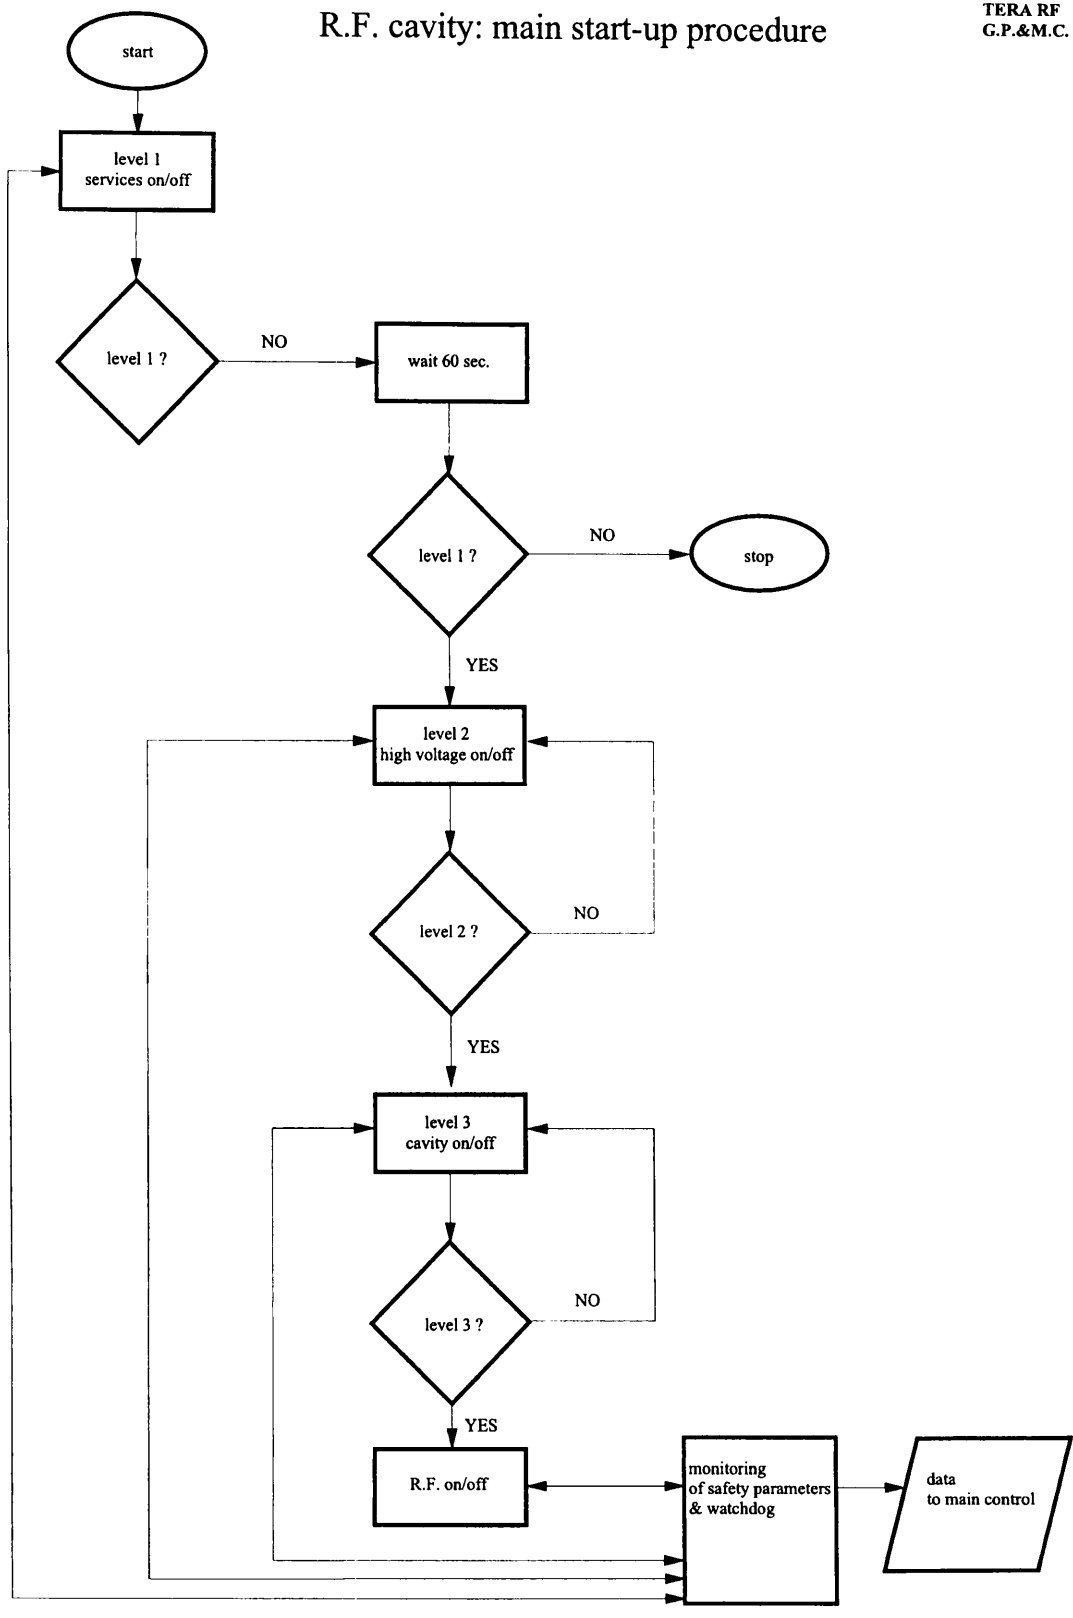 R.F. cavity: main start-up procedure
TERA RF
G.P.&M.C.
start
level 1
services on/off
level 1 ?
NO
wait 60 sec.
level 1 ?
NO
stop
YES
level 2
high voltage on/off
level 2 ?
NO
YES
level 3
cavity on/off
level 3 ?
NO
YES
R.F. on/off
monitoring
of safety parameters
& watchdog
data
to main control